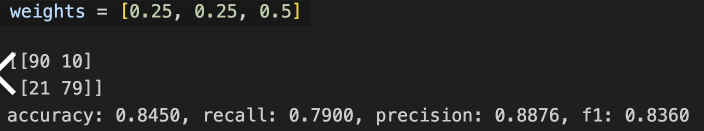 weights = [0.25, 0.25, 0.5]
[[90 10]
[21 79]]
accuracy: 0.8450, recall: 0.7900, precision: 0.8876, f1: 0.8360